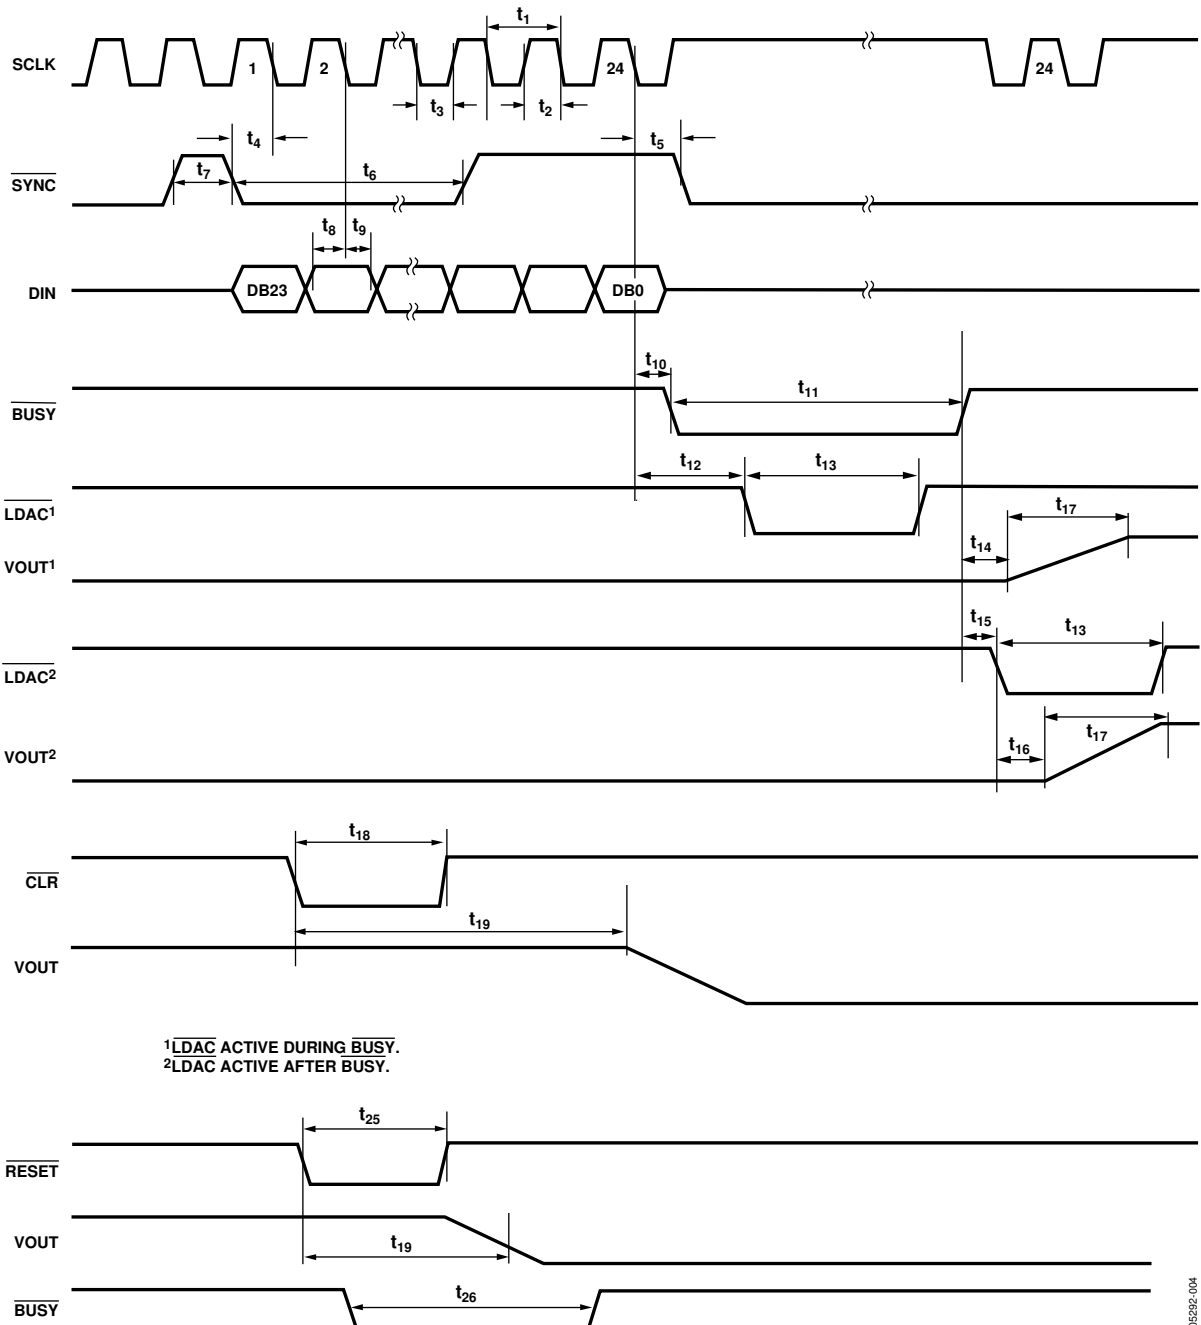 t1
SCLK
1
2
24
24
t3
t2
t4
t5
SYNC
t7
t6
t8
t9
DIN
DB23
DB0
t10
BUSY
t11
t12
t13
LDAC1
t17
t14
VOUT1
t15
t13
LDAC2
t17
t16
VOUT2
t18
CLR
t19
VOUT
1LDAC ACTIVE DURING BUSY.
2LDAC ACTIVE AFTER BUSY.
t25
RESET
VOUT
t19
t26
BUSY
05292-004